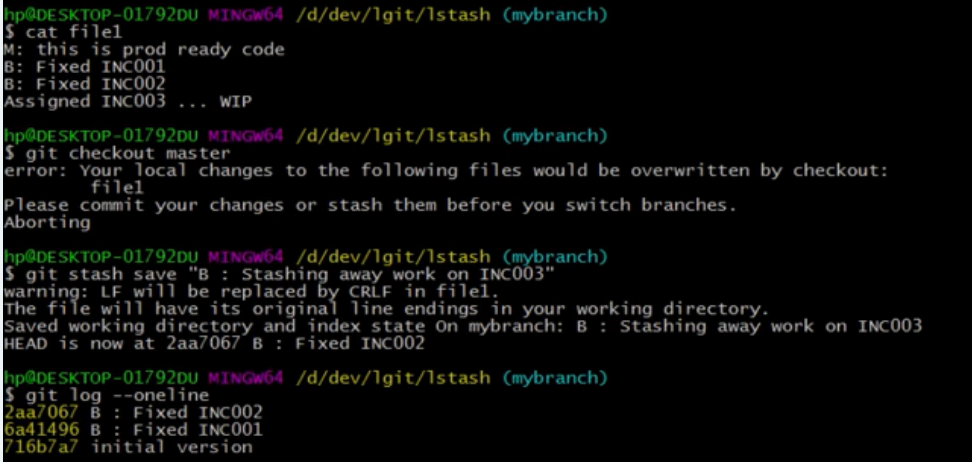 hp@DESKTOP-01792DU MINGW64 /d/dev/lgit/lstash (mybranch)
$ cat file1
M: this is prod ready code
B: Fixed INC001
B: Fixed INC002
Assigned INC003 ... WIP
hp@DESKTOP-01792DU MINGW64 /d/dev/lgit/lstash (mybranch)
$ git checkout master
error: Your local changes to the following files would be overwritten by checkout:
file1
Please commit your changes or stash them before you switch branches.
Aborting
hp@DESKTOP-01792DU MINGW64 /d/dev/lgit/lstash (mybranch)
$ git stash save "B : Stashing away work on INC003"
warning: LF will be replaced by CRLF in file1.
The file will have its original line endings in your working directory.
Saved working directory and index state On mybranch: B : Stashing away work on INC003
HEAD is now at 2aa7067 B : Fixed INC002
hp@DESKTOP-01792DU MINGW64 /d/dev/lgit/lstash (mybranch)
$ git log --oneline
2aa7067 B : Fixed INC002
6a41496 B : Fixed INC001
716b7a7 initial version